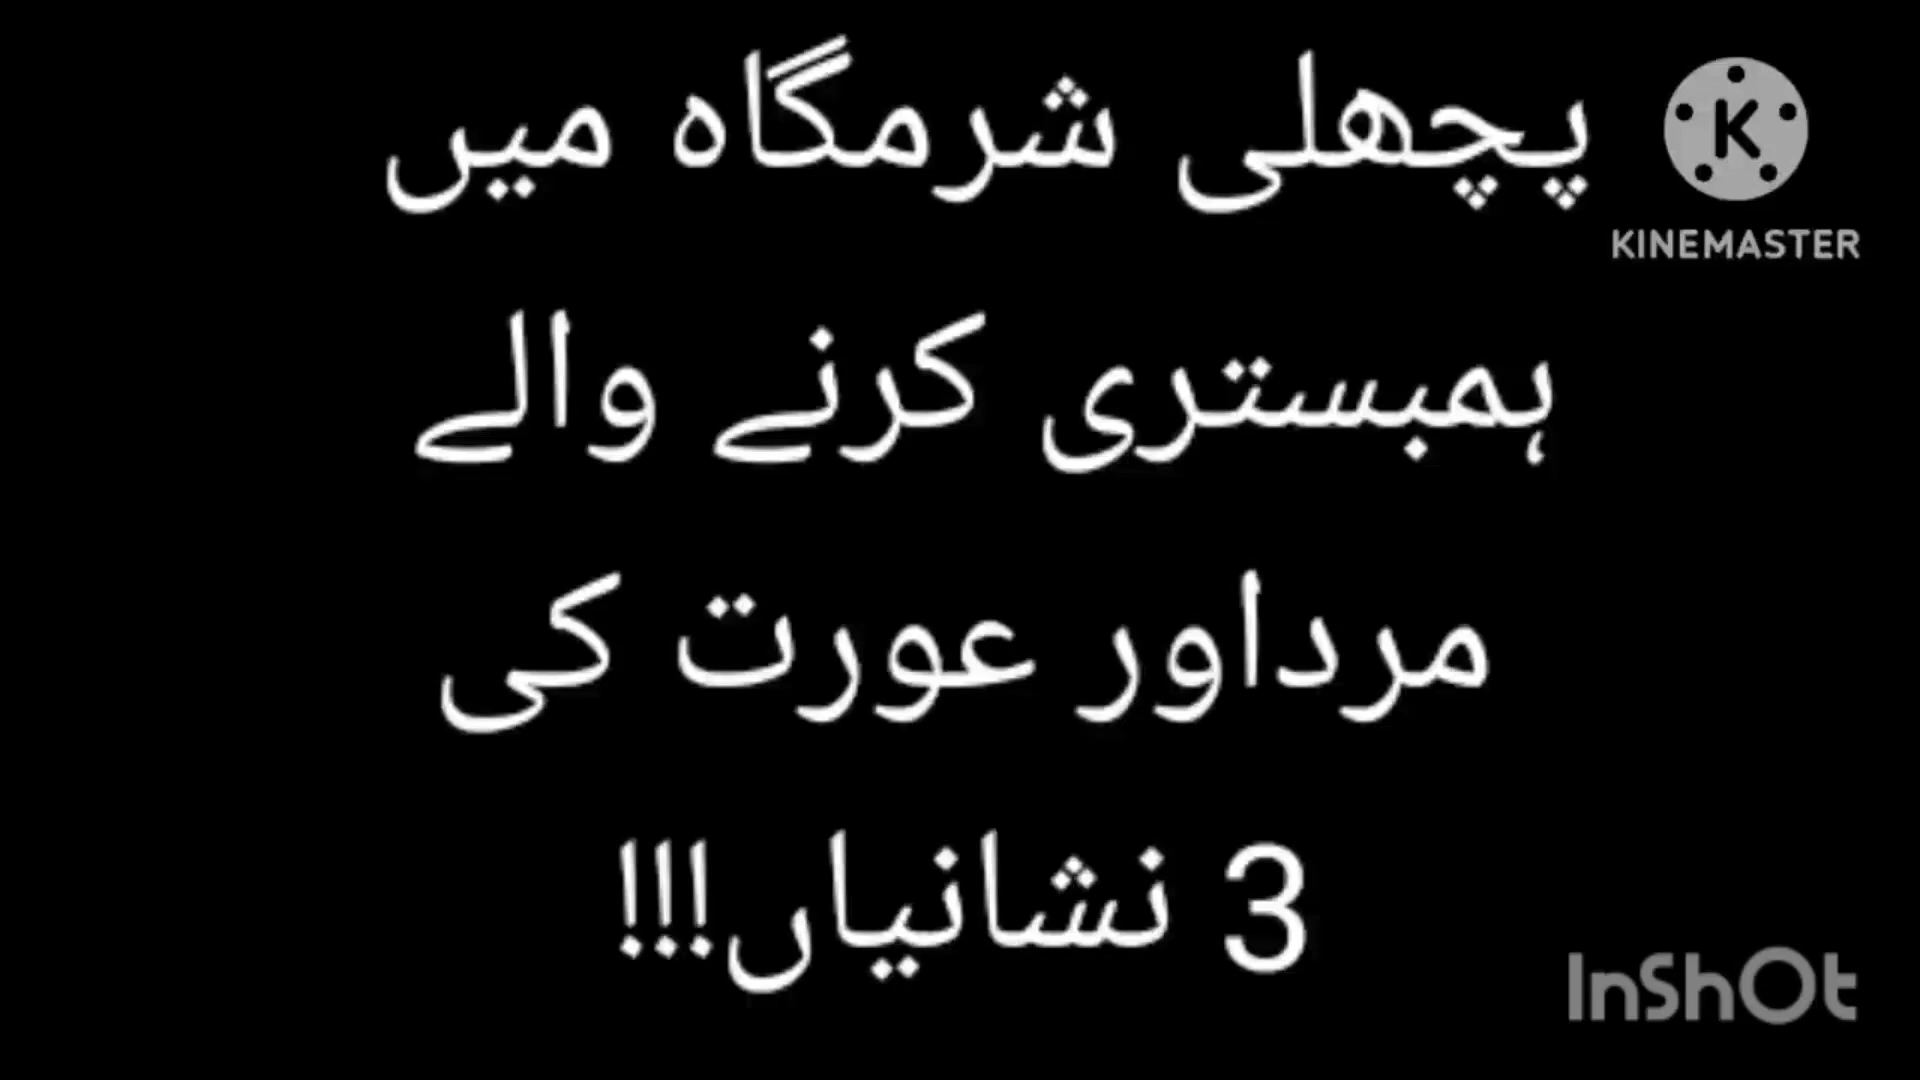 پچھلی شرمگاہ میں
KINEMASTER
ہمبستری کرنے والے
مرداور عورت کی
3 نشانیاں!!!
InShOt